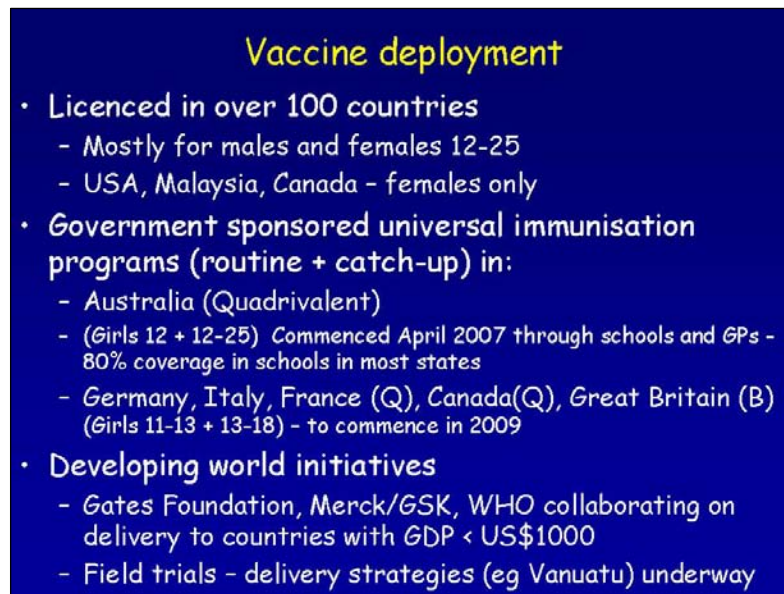 Vaccine deployment
• Licenced in over 100 countries
– Mostly for males and females 12-25
– USA, Malaysia, Canada – females only
• Government sponsored universal immunisation
programs (routine + catch-up) in:
– Australia (Quadrivalent)
– (Girls 12 + 12-25) Commenced April 2007 through schools and GPs –
80% coverage in schools in most states
– Germany, Italy, France (Q), Canada(Q), Great Britain (B)
(Girls 11-13 + 13-18) – to commence in 2009
• Developing world initiatives
– Gates Foundation, Merck/GSK, WHO collaborating on
delivery to countries with GDP < US$1000
– Field trials – delivery strategies (eg Vanuatu) underway